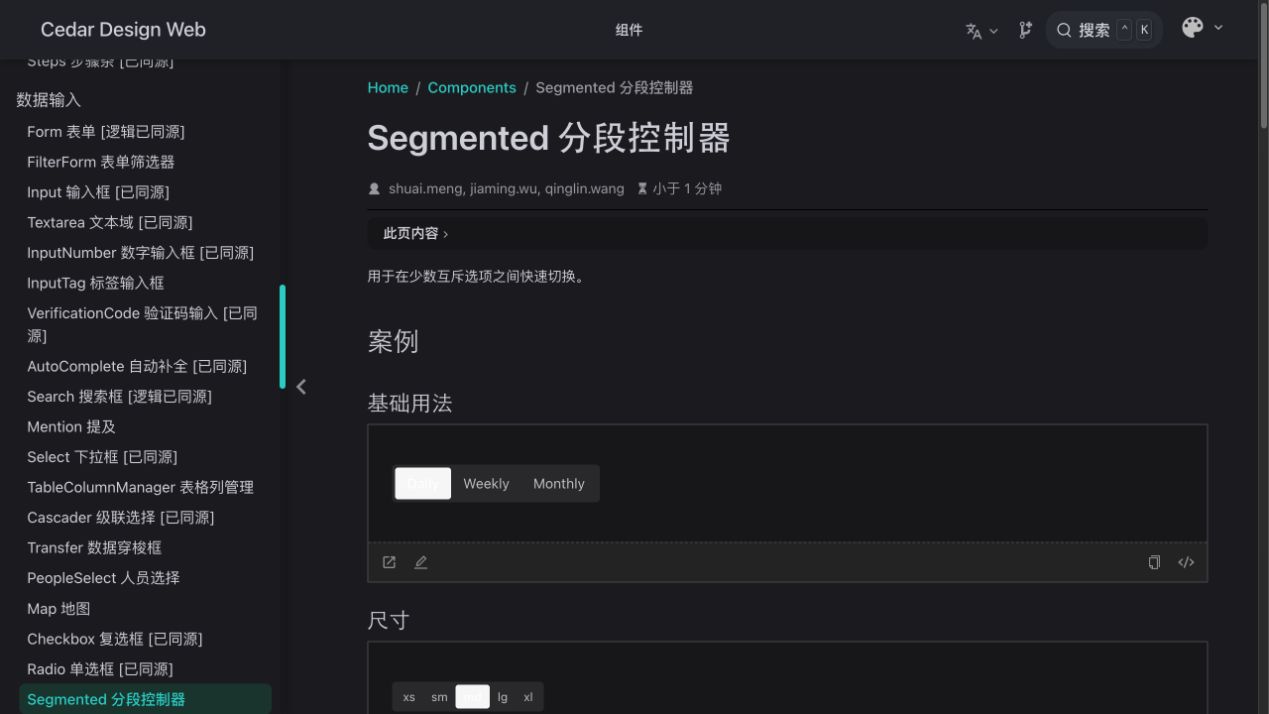 Cedar Design Web
组件
搜索 ^ K
Steps 步骤条 [已同源]
数据输入
Form 表单 [逻辑已同源]
FilterForm 表单筛选器
Input 输入框 [已同源]
Textarea 文本域 [已同源]
InputNumber 数字输入框 [已同源]
InputTag 标签输入框
VerificationCode 验证码输入 [已同
源]
AutoComplete 自动补全 [已同源]
Search 搜索框 [逻辑已同源]
Mention 提及
Select 下拉框 [已同源]
TableColumnManager 表格列管理
Cascader 级联选择 [已同源]
Transfer 数据穿梭框
PeopleSelect 人员选择
Map 地图
Checkbox 复选框 [已同源]
Radio 单选框 [已同源]
Segmented 分段控制器
Home / Components / Segmented 分段控制器
Segmented 分段控制器
shuai.meng, jiaming.wu, qinglin.wang 小于 1 分钟
此页内容 ›
用于在少数互斥选项之间快速切换。
案例
基础用法
Daily Weekly Monthly
尺寸
xs sm md lg xl